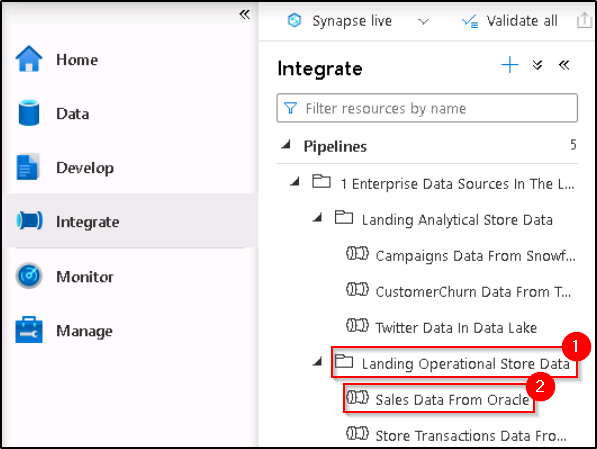 Synapse live
Validate all
Home
Data
Develop
Integrate
Monitor
Manage
Integrate
Filter resources by name
Pipelines 5
1 Enterprise Data Sources In The L...
Landing Analytical Store Data
Campaigns Data From Snowf...
CustomerChurn Data From T...
Twitter Data In Data Lake
Landing Operational Store Data 1
Sales Data From Oracle 2
Store Transactions Data Fro...